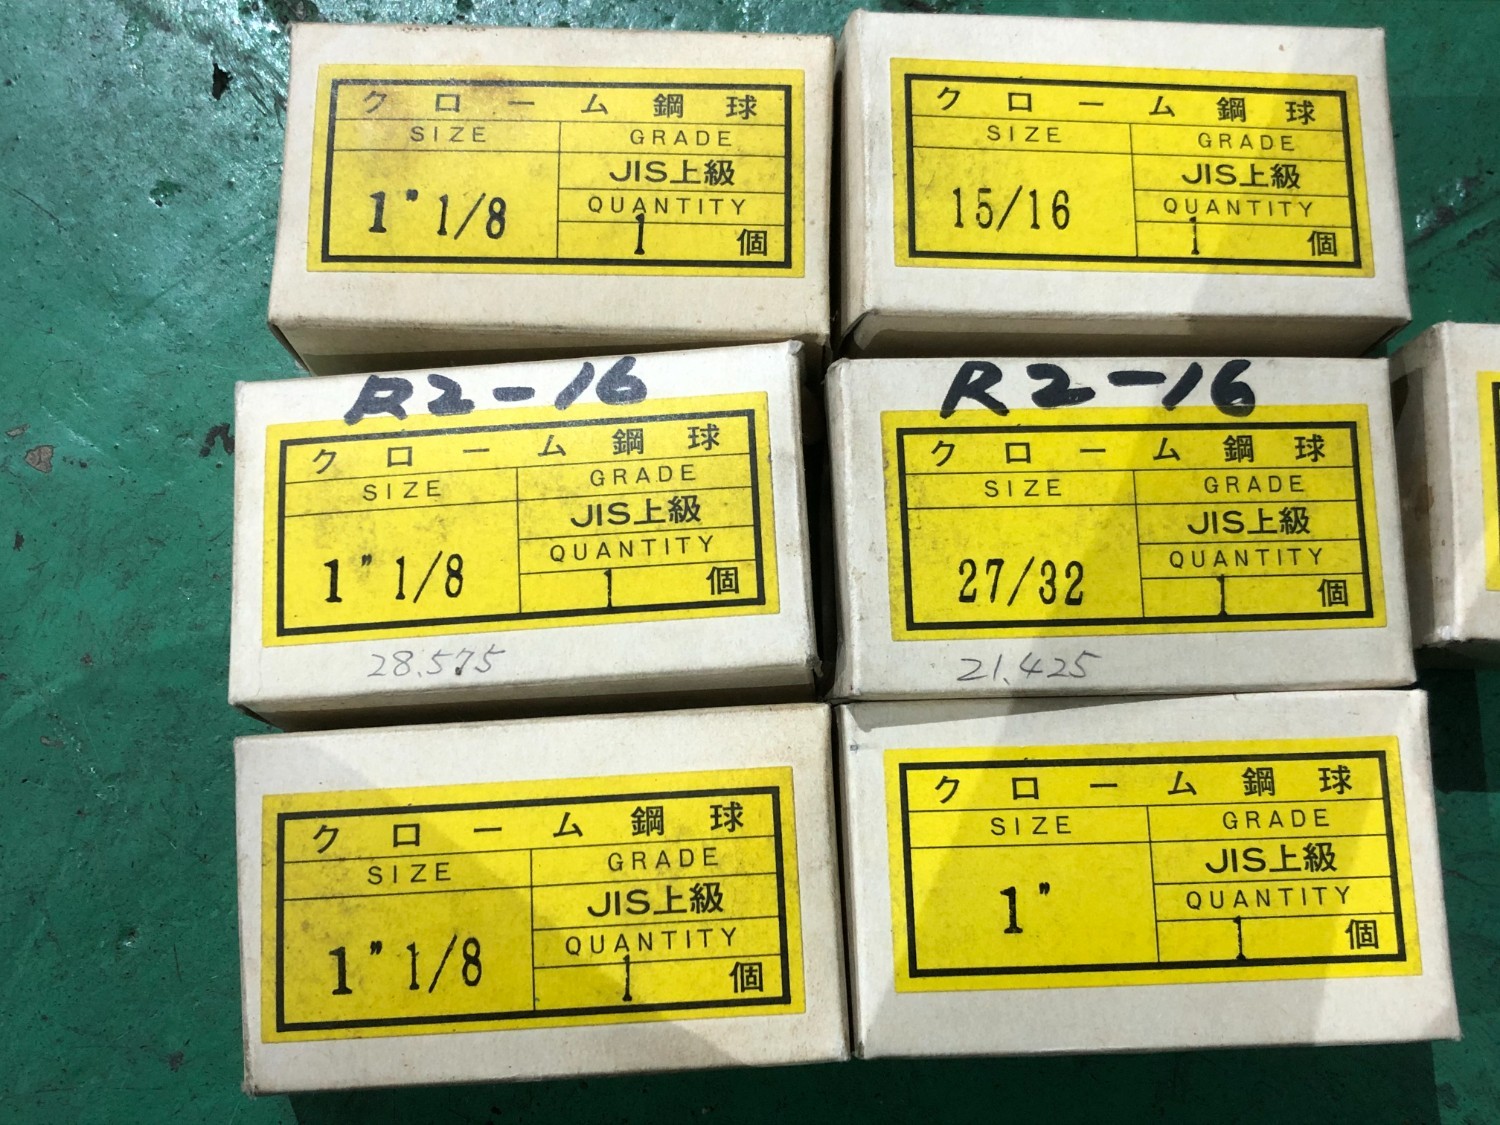 クローム鋼球
SIZE
GRADE
1" 1/8
JIS上級
QUANTITY
1 個
クローム鋼球
SIZE
GRADE
15/16
JIS上級
QUANTITY
1 個
R2-16
クローム鋼球
SIZE
GRADE
1" 1/8
JIS上級
QUANTITY
1 個
28.575
R2-16
クローム鋼球
SIZE
GRADE
27/32
JIS上級
QUANTITY
1 個
21.425
クローム鋼球
SIZE
GRADE
1" 1/8
JIS上級
QUANTITY
1 個
クローム鋼球
SIZE
GRADE
1"
JIS上級
QUANTITY
1 個